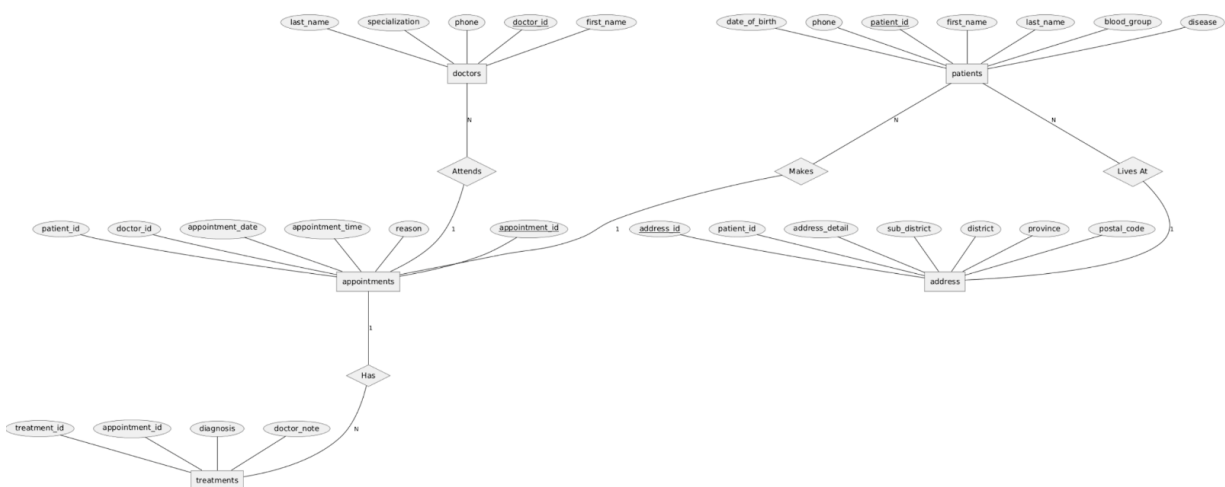 last_name
specialization
phone
doctor_id
first_name
date_of_birth
phone
patient_id
first_name
last_name
blood_group
disease
doctors
patients
N
N
N
Attends
Makes
Lives At
patient_id
doctor_id
appointment_date
appointment_time
reason
appointment_id
address_id
patient_id
address_detail
sub_district
district
province
postal_code
1
1
1
appointments
address
1
Has
treatment_id
appointment_id
diagnosis
doctor_note
N
treatments